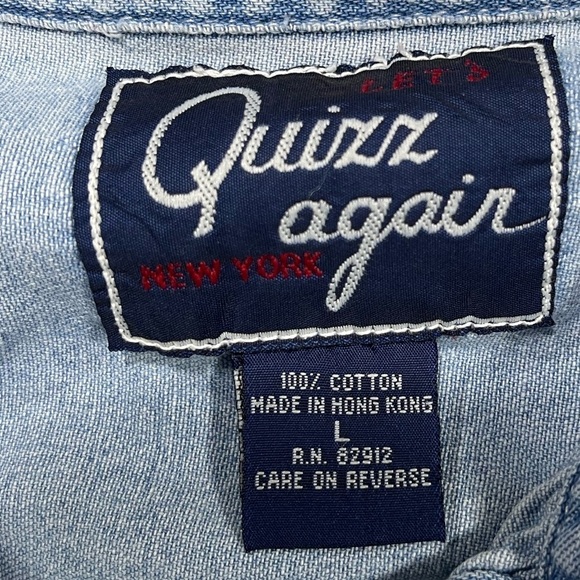 LET'S
Quizz
again
NEW YORK
100% COTTON
MADE IN HONG KONG
L
R.N. 82912
CARE ON REVERSE